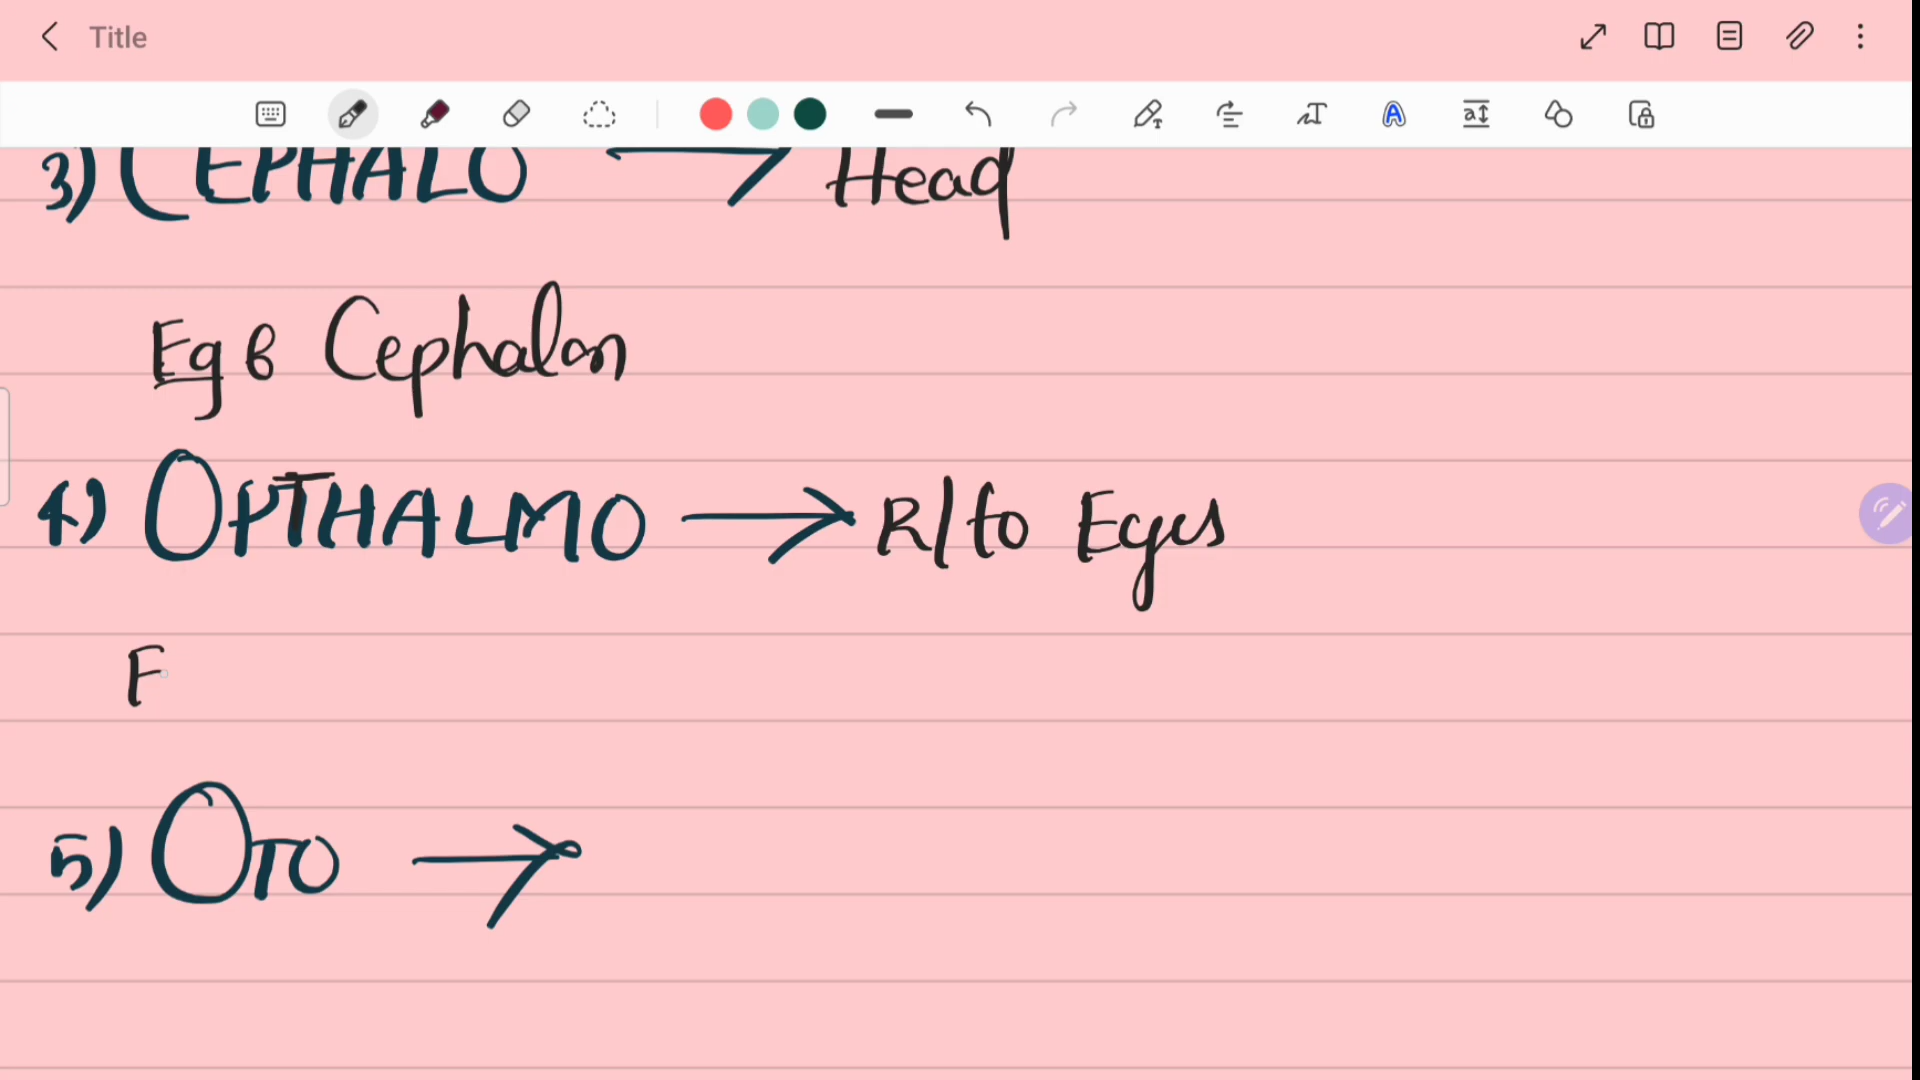 Title
3) CEPHALO → Head
Eg: Cephalon
4) OPTHALMO → R/to Eyes
E
5) OTO →